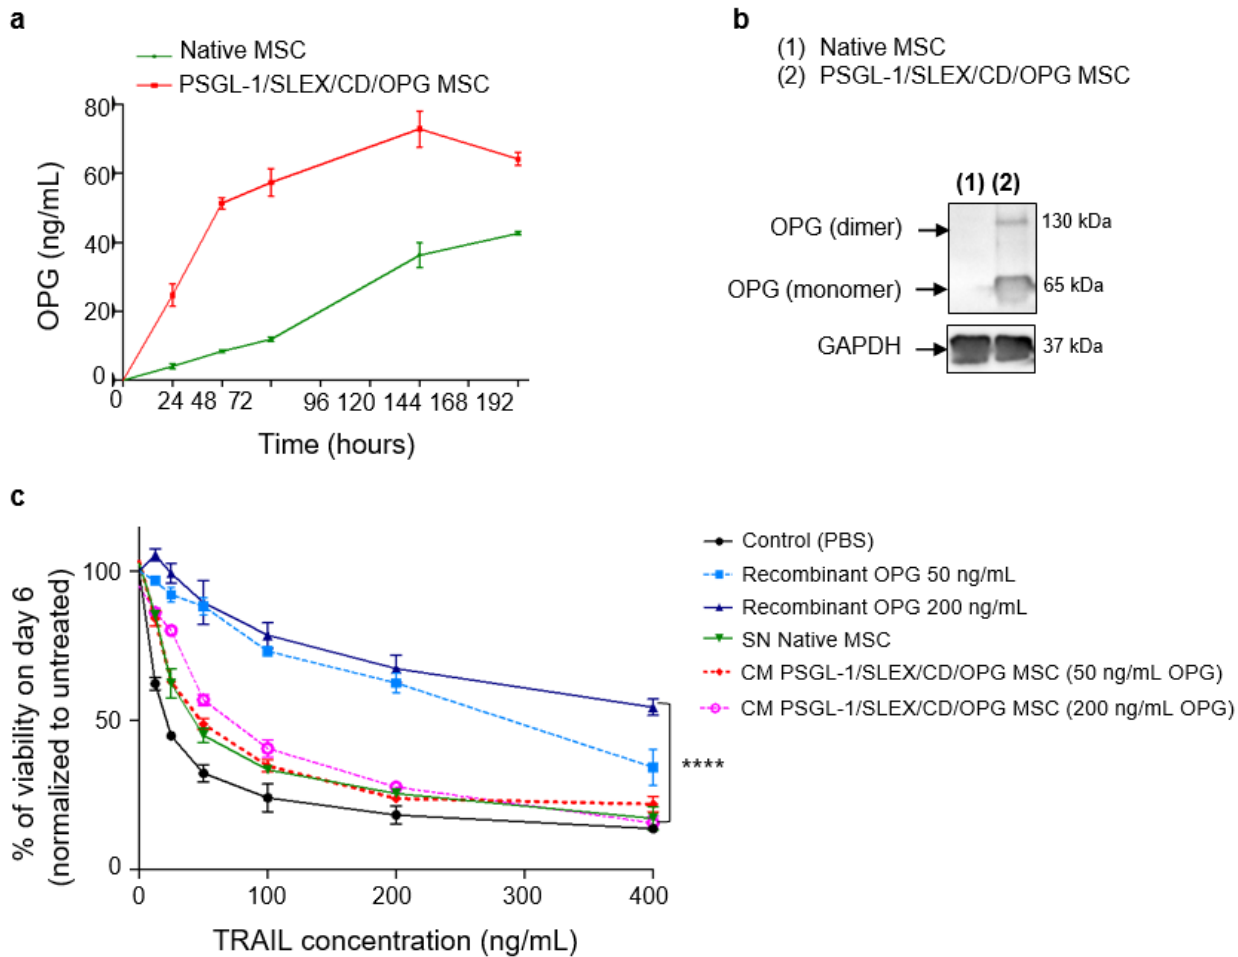 a
Native MSC
PSGL-1/SLEX/CD/OPG MSC
80
60
40
20
0
OPG (ng/mL)
0 24 48 72 96 120 144 168 192
Time (hours)
b
(1) Native MSC
(2) PSGL-1/SLEX/CD/OPG MSC
(1) (2)
OPG (dimer) 130 kDa
OPG (monomer) 65 kDa
GAPDH 37 kDa
c
100
50
0
% of viability on day 6
(normalized to untreated)
0 100 200 300 400
TRAIL concentration (ng/mL)
Control (PBS)
Recombinant OPG 50 ng/mL
Recombinant OPG 200 ng/mL
SN Native MSC
CM PSGL-1/SLEX/CD/OPG MSC (50 ng/mL OPG)
CM PSGL-1/SLEX/CD/OPG MSC (200 ng/mL OPG)
****